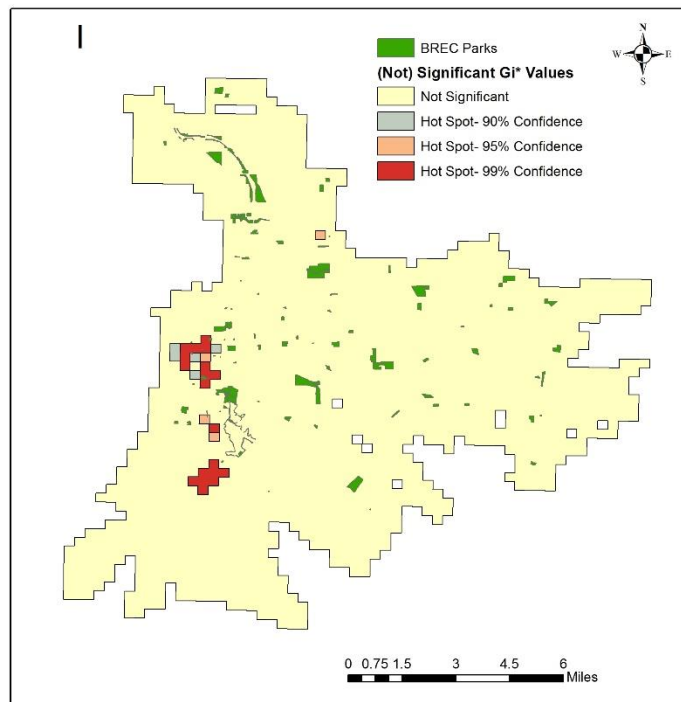 I
BREC Parks
(Not) Significant Gi* Values
Not Significant
Hot Spot- 90% Confidence
Hot Spot- 95% Confidence
Hot Spot- 99% Confidence
N
W E
S
0 0.75 1.5 3 4.5 6
Miles